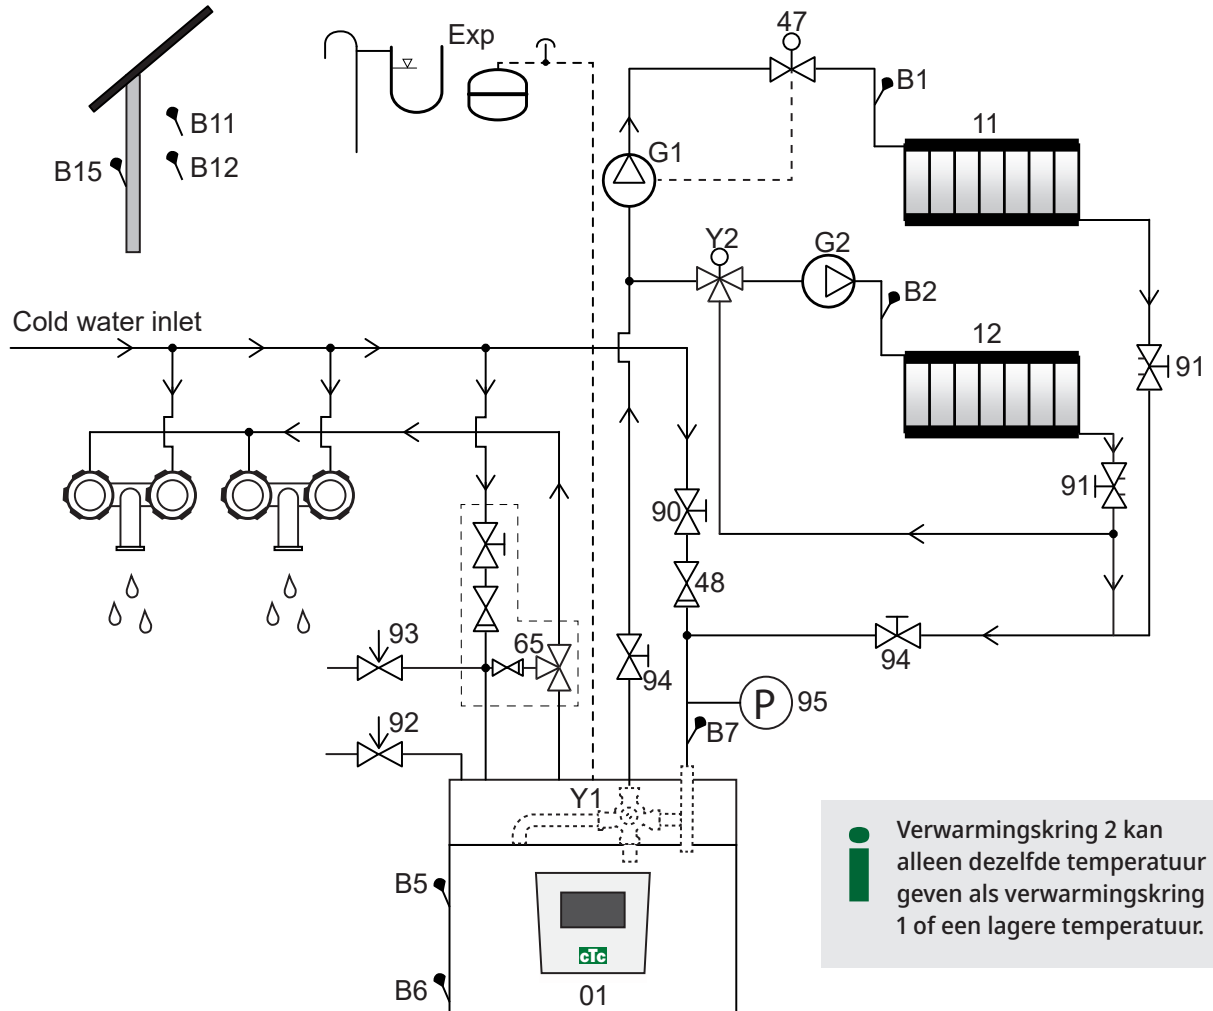 47
Exp
B1
B11
11
G1
B12
B15
Y2
G2
B2
Cold water inlet
12
91
91
90
48
93
65
94
94
P
95
92
B7
Y1
Verwarmingskring 2 kan
alleen dezelfde temperatuur
geven als verwarmingskring
1 of een lagere temperatuur.
i
B5
cTc
B6
01